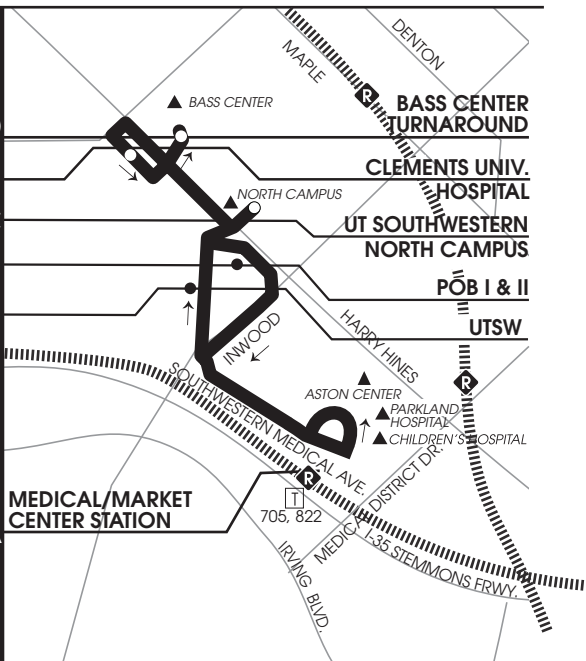 DENTON
MAPLE
R
BASS CENTER
BASS CENTER
TURNAROUND
CLEMENTS UNIV.
HOSPITAL
NORTH CAMPUS
UT SOUTHWESTERN
NORTH CAMPUS
POB I & II
UTSW
HARRY HINES
INWOOD
SOUTHWESTERN MEDICAL AVE.
ASTON CENTER
R
PARKLAND
HOSPITAL
CHILDREN'S HOSPITAL
MEDICAL DISTRICT DR.
R
MEDICAL/MARKET
CENTER STATION
T
705, 822
I-35 STEMMONS FRWY.
IRVING BLVD.